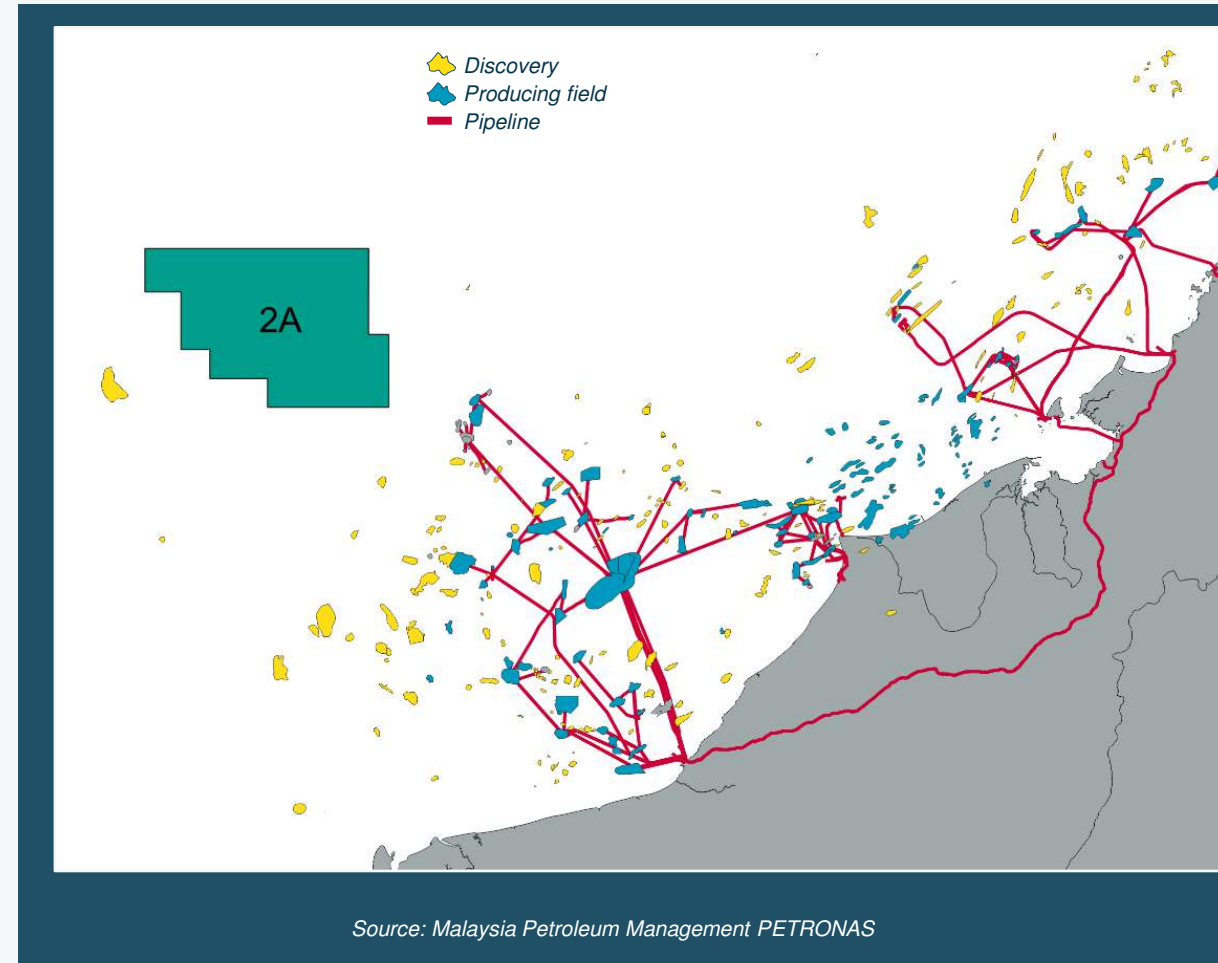 Discovery
Producing field
Pipeline
2A
Source: Malaysia Petroleum Management PETRONAS